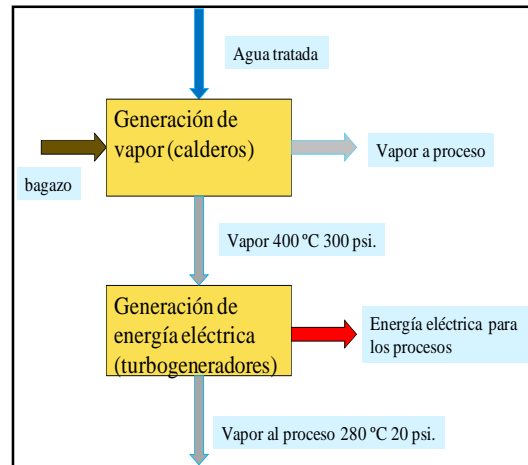 Agua tratada
Generación de
vapor (calderos)
Vapor a proceso
bagazo
Vapor 400 ºC 300 psi.
Generación de
energía eléctrica
(turbogeneradores)
Energía eléctrica para
los procesos
Vapor al proceso 280 ºC 20 psi.